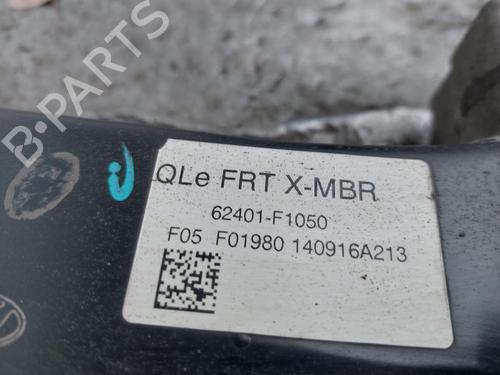 B-PARTS
QLe FRT X-MBR
62401-F1050
F05 F01980 140916A213